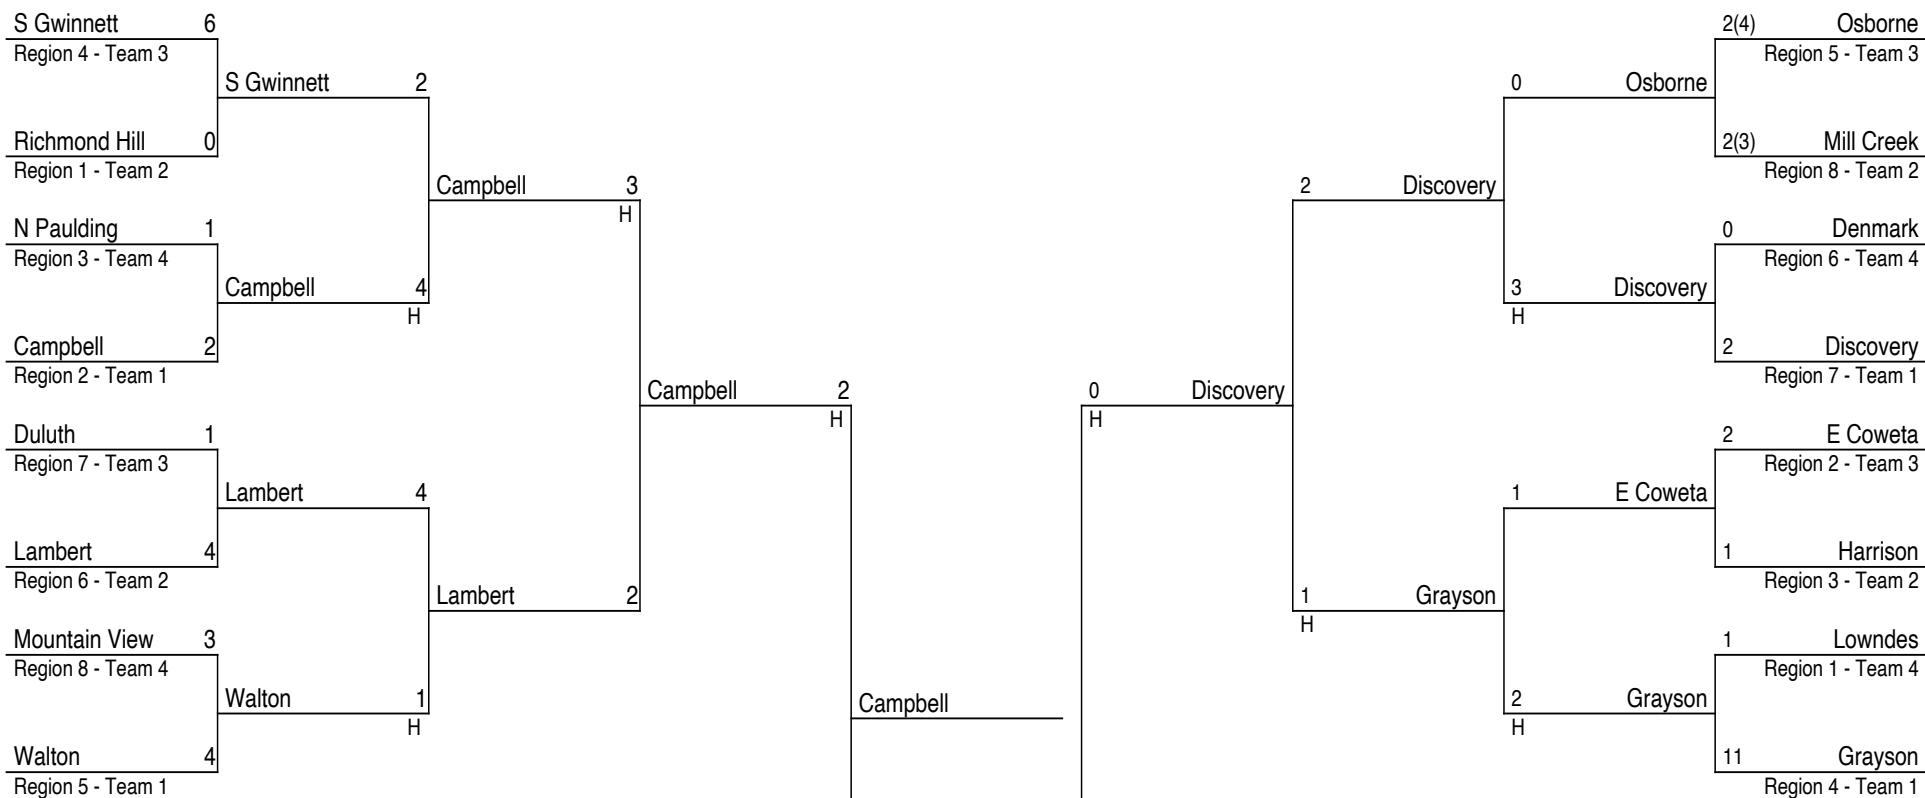 S Gwinnett 6
Region 4 - Team 3
S Gwinnett 2
Richmond Hill 0
Region 1 - Team 2
Campbell 3
H
N Paulding 1
Region 3 - Team 4
Campbell 4
H
Campbell 2
Region 2 - Team 1
Campbell 2
H
Duluth 1
Region 7 - Team 3
Lambert 4
Lambert 4
Region 6 - Team 2
Lambert 2
Mountain View 3
Region 8 - Team 4
Walton 1
H
Walton 4
Region 5 - Team 1
Campbell
2(4) Osborne
Region 5 - Team 3
0 Osborne
2(3) Mill Creek
Region 8 - Team 2
2 Discovery
0 Denmark
Region 6 - Team 4
3 Discovery
H
2 Discovery
Region 7 - Team 1
0 Discovery
H
2 E Coweta
Region 2 - Team 3
1 E Coweta
1 Harrison
Region 3 - Team 2
1 Grayson
H
1 Lowndes
Region 1 - Team 4
2 Grayson
H
11 Grayson
Region 4 - Team 1